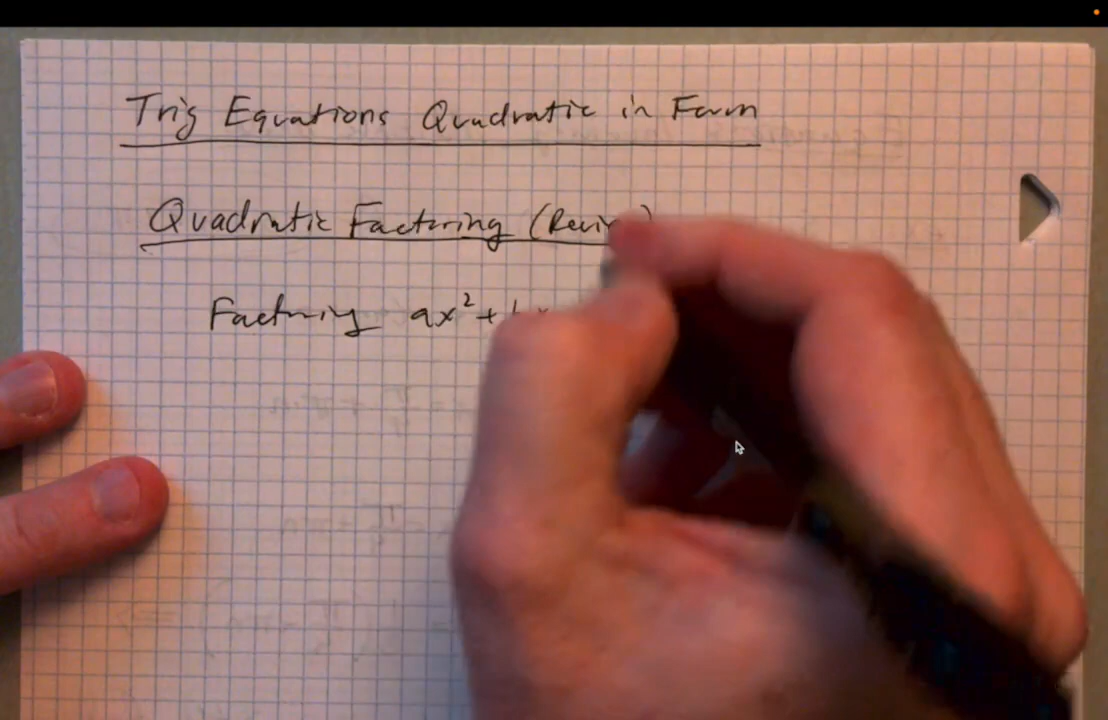 Trig Equations Quadratic in Form
Quadratic Factoring
Factoring ax² +